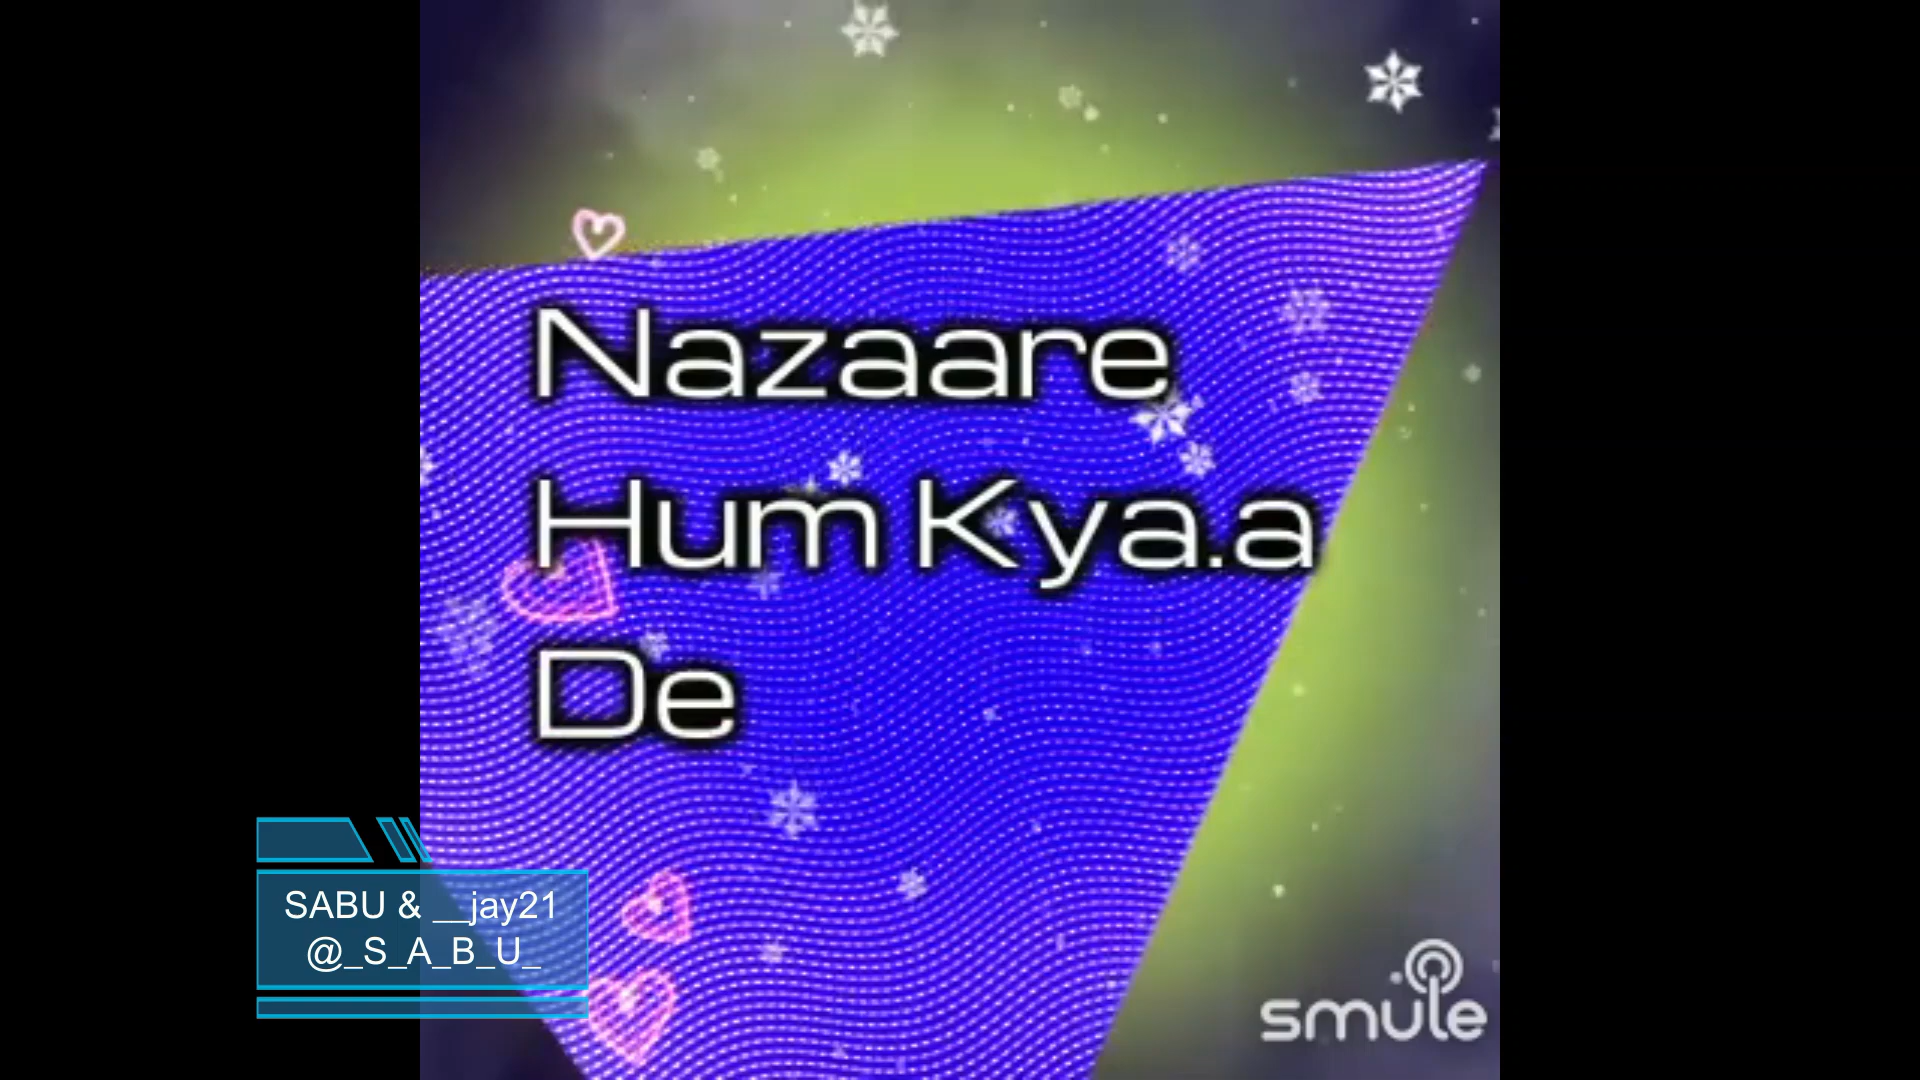 Nazaare
Hum Kya.a
De
SABU & __jay21
@_S_A_B_U_
smule